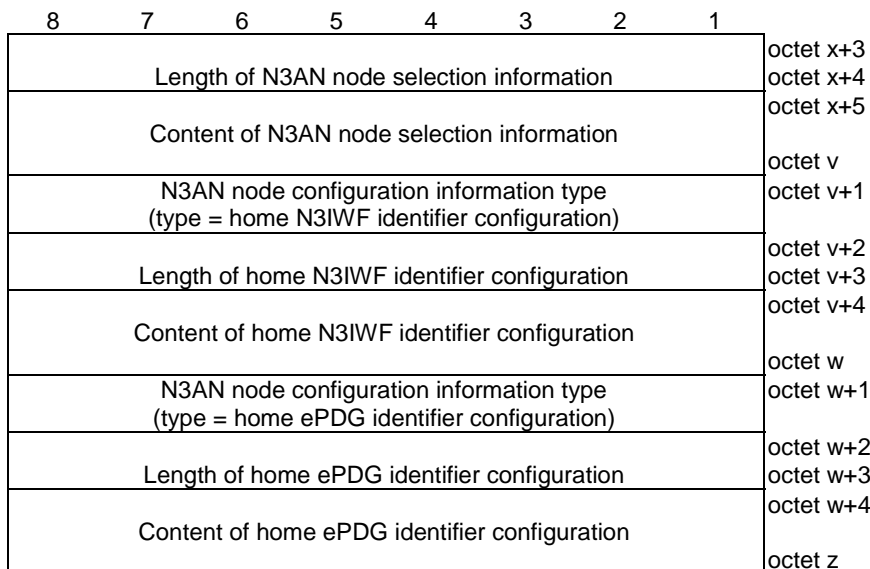 8 7 6 5 4 3 2 1
octet x+3
Length of N3AN node selection information octet x+4
octet x+5
Content of N3AN node selection information
octet v
N3AN node configuration information type octet v+1
(type = home N3IWF identifier configuration)
octet v+2
Length of home N3IWF identifier configuration octet v+3
octet v+4
Content of home N3IWF identifier configuration
octet w
N3AN node configuration information type octet w+1
(type = home ePDG identifier configuration)
octet w+2
Length of home ePDG identifier configuration octet w+3
octet w+4
Content of home ePDG identifier configuration
octet z